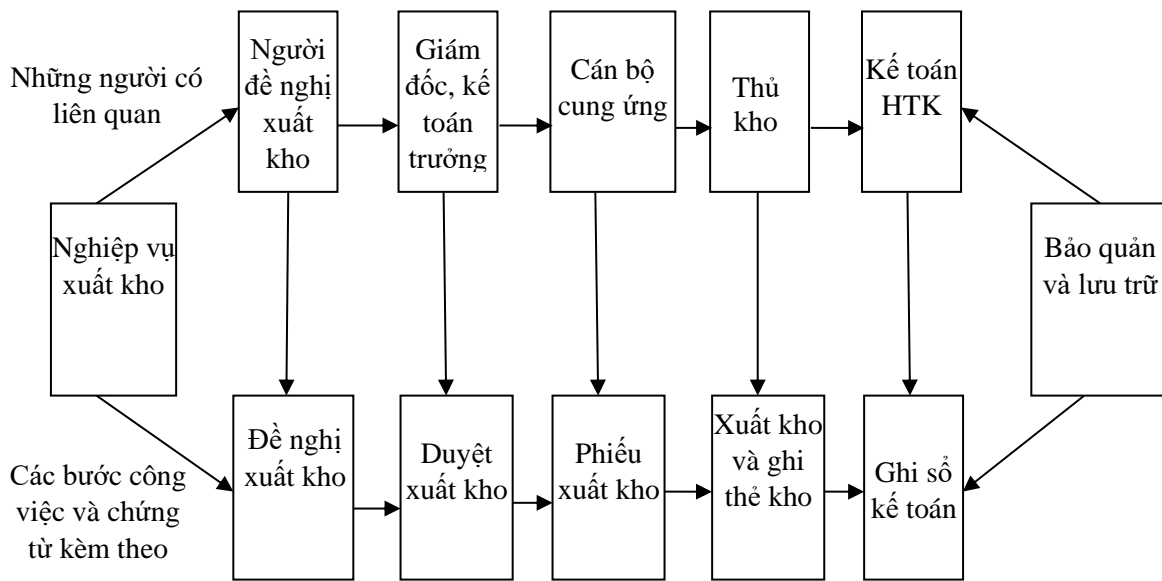 Những người có
liên quan
Người
đề nghị
xuất
kho
Giám
đốc, kế
toán
trưởng
Cán bộ
cung ứng
Thủ
kho
Kế toán
HTK
Nghiệp vụ
xuất kho
Bảo quản
và lưu trữ
Các bước công
việc và chứng
từ kèm theo
Đề nghị
xuất kho
Duyệt
xuất kho
Phiếu
xuất kho
Xuất kho
và ghi
thẻ kho
Ghi sổ
kế toán